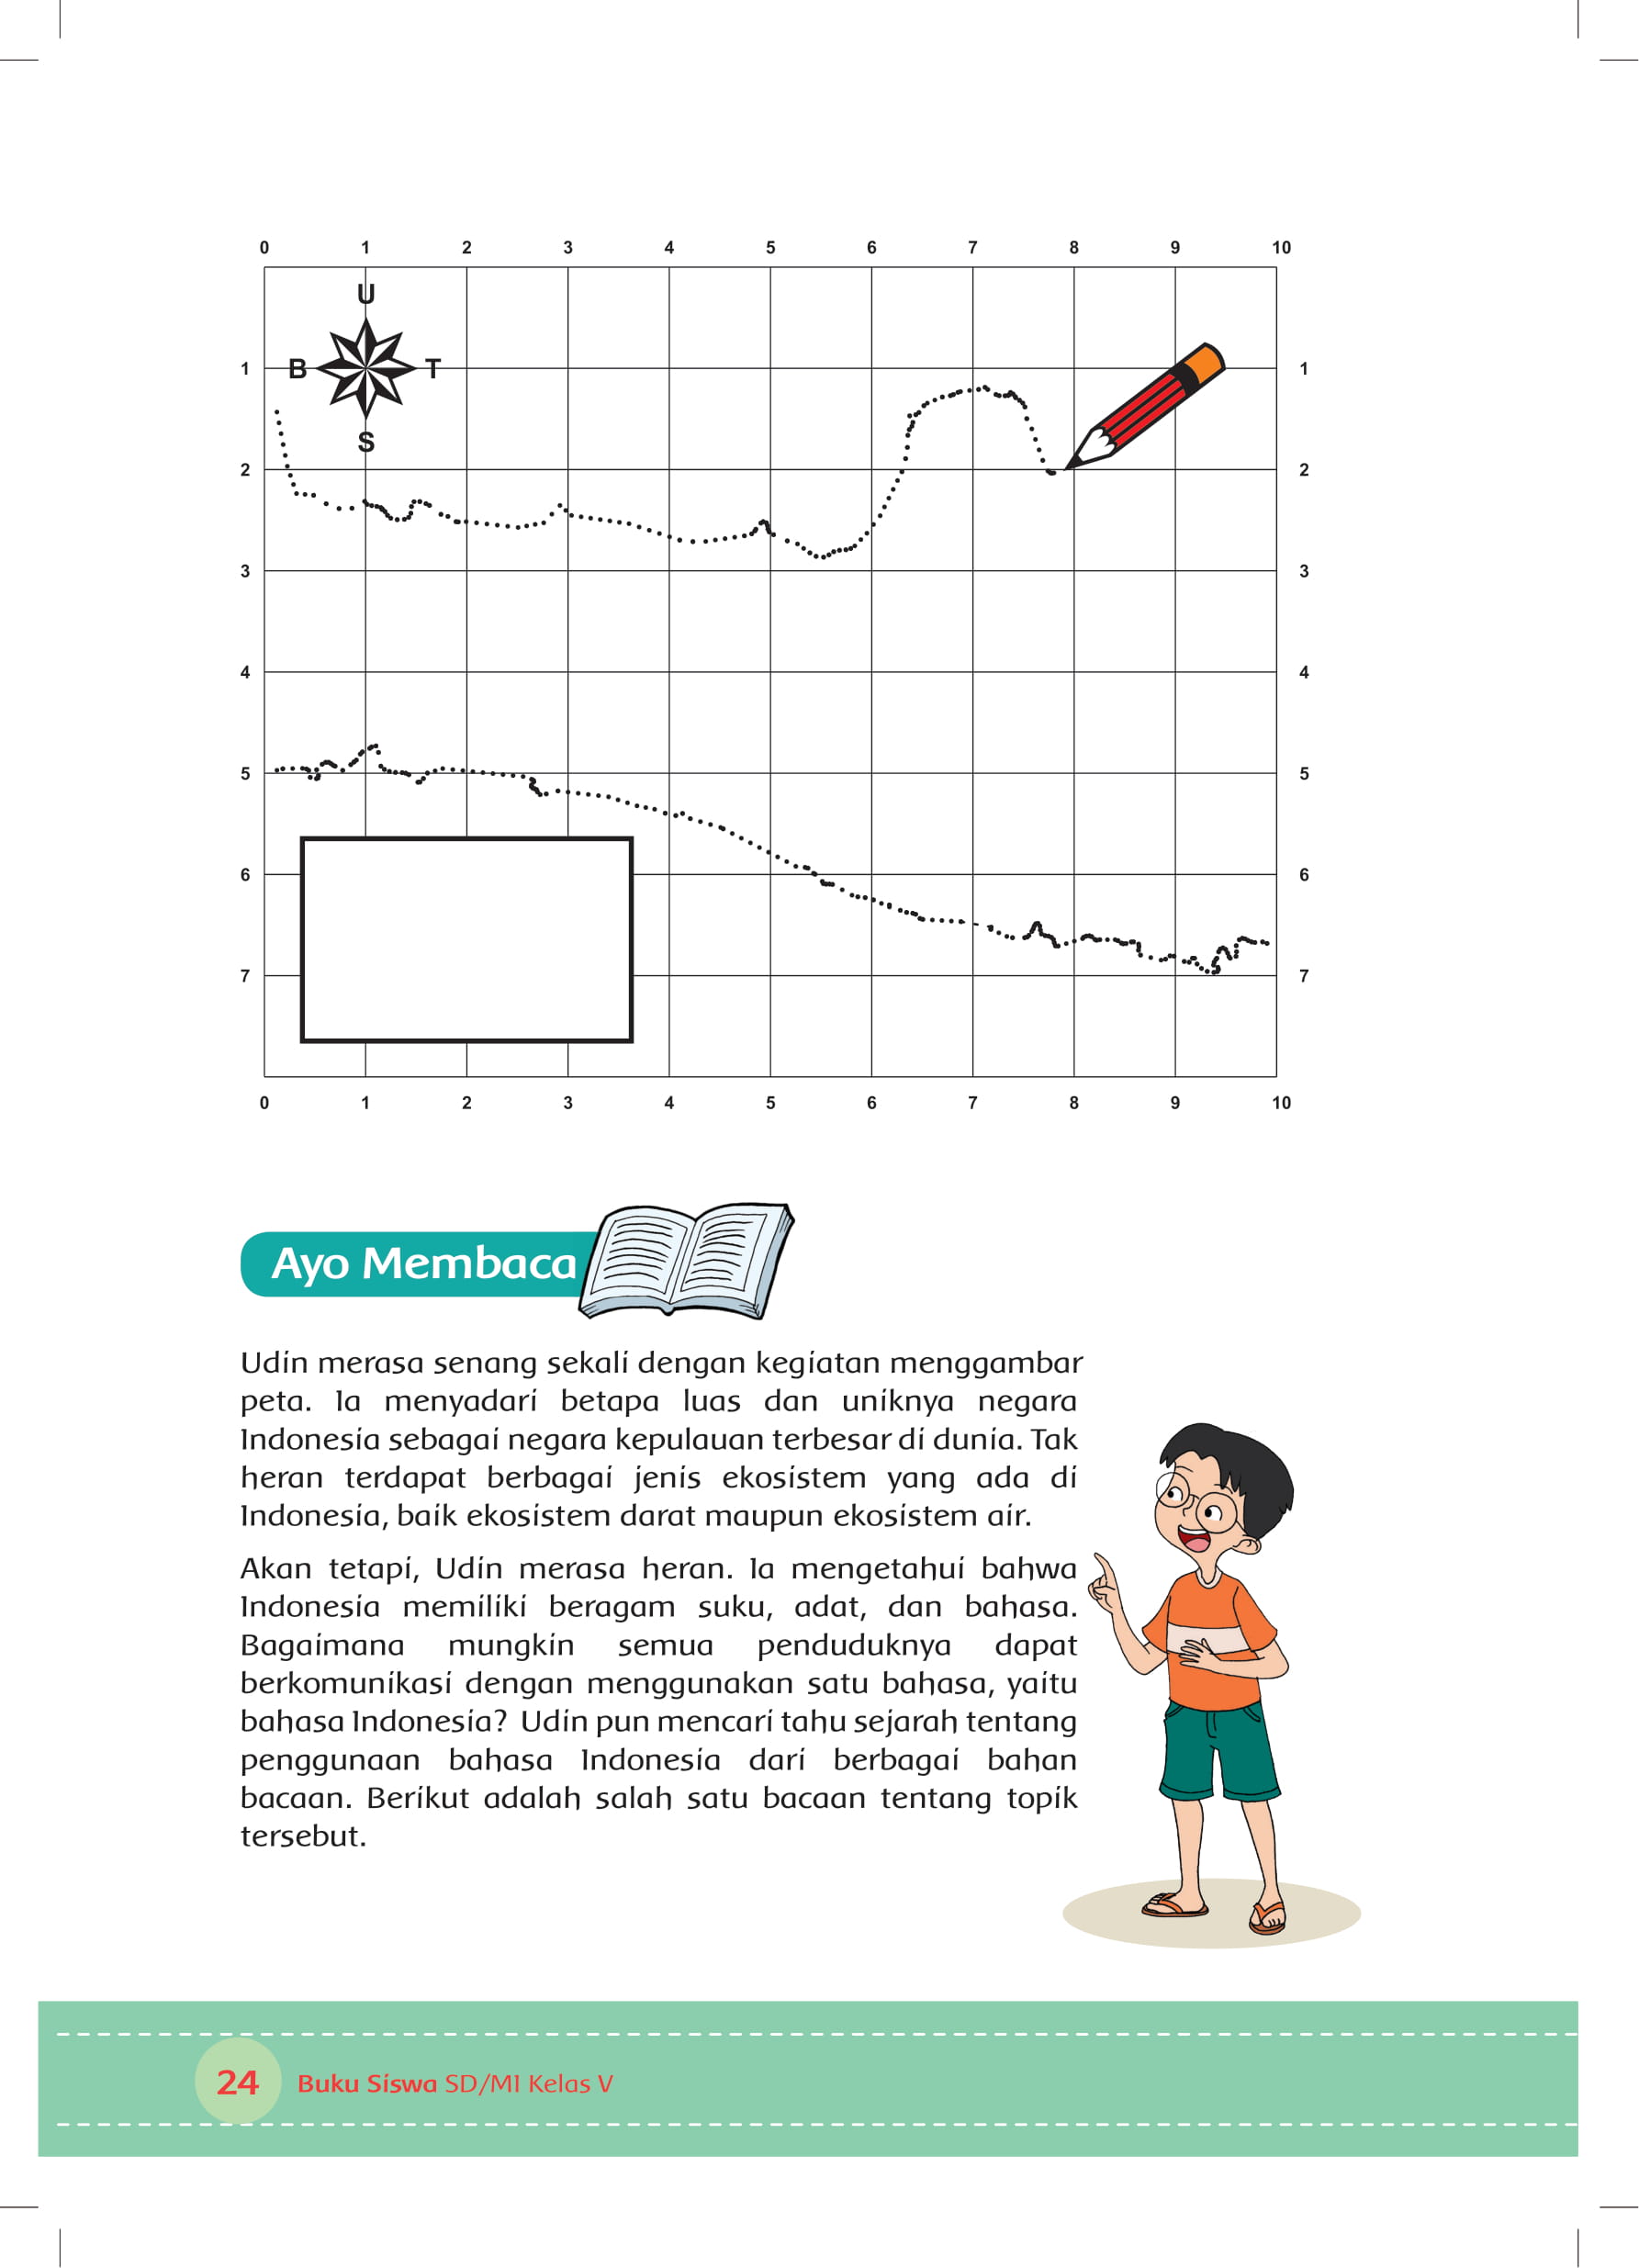 0 1 2 3 4 5 6 7 8 9 10
U
1 B T 1
S
2 2
3 3
4 4
5 5
6 6
7 7
0 1 2 3 4 5 6 7 8 9 10
Ayo Membaca
Udin merasa senang sekali dengan kegiatan menggambar
peta. Ia menyadari betapa luas dan uniknya negara
Indonesia sebagai negara kepulauan terbesar di dunia. Tak
heran terdapat berbagai jenis ekosistem yang ada di
Indonesia, baik ekosistem darat maupun ekosistem air.
Akan tetapi, Udin merasa heran. Ia mengetahui bahwa
Indonesia memiliki beragam suku, adat, dan bahasa.
Bagaimana mungkin semua penduduknya dapat
berkomunikasi dengan menggunakan satu bahasa, yaitu
bahasa Indonesia? Udin pun mencari tahu sejarah tentang
penggunaan bahasa Indonesia dari berbagai bahan
bacaan. Berikut adalah salah satu bacaan tentang topik
tersebut.
24 Buku Siswa SD/MI Kelas V